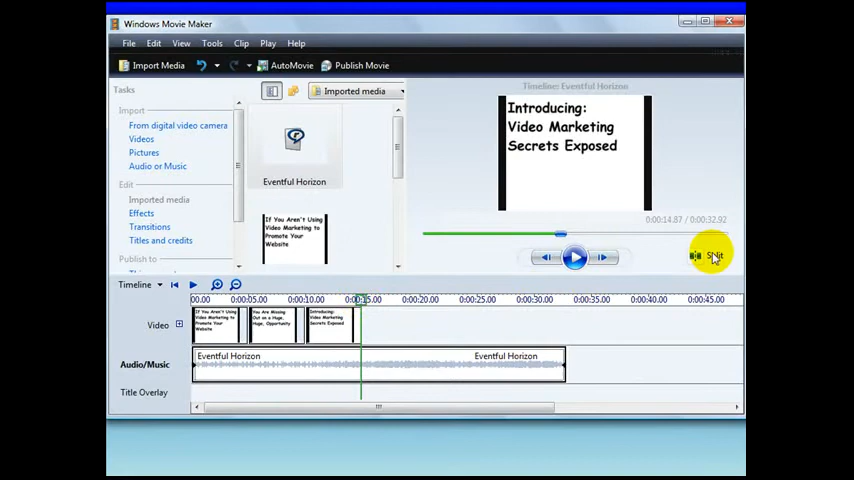 Windows Movie Maker
File Edit View Tools Clip Play Help
Import Media AutoMovie Publish Movie
Tasks
Imported media
Import
From digital video camera
Videos
Pictures
Audio or Music
Edit
Imported media
Effects
Transitions
Titles and credits
Publish to
Eventful Horizon
If You Aren't Using
Video Marketing to
Promote Your
Website
Timeline: Eventful Horizon
Introducing:
Video Marketing
Secrets Exposed
0:00:14.87 / 0:00:32.92
Split
Timeline
00.00 0:00:05.00 0:00:10.00 0:00:15.00 0:00:20.00 0:00:25.00 0:00:30.00 0:00:35.00 0:00:40.00 0:00:45.00
Video
If You Aren't Using
Video Marketing to
Promote Your
Website
You Are Missing
Out on a Huge,
Huge, Opportunity
Introducing:
Video Marketing
Secrets Exposed
Audio/Music
Eventful Horizon Eventful Horizon
Title Overlay